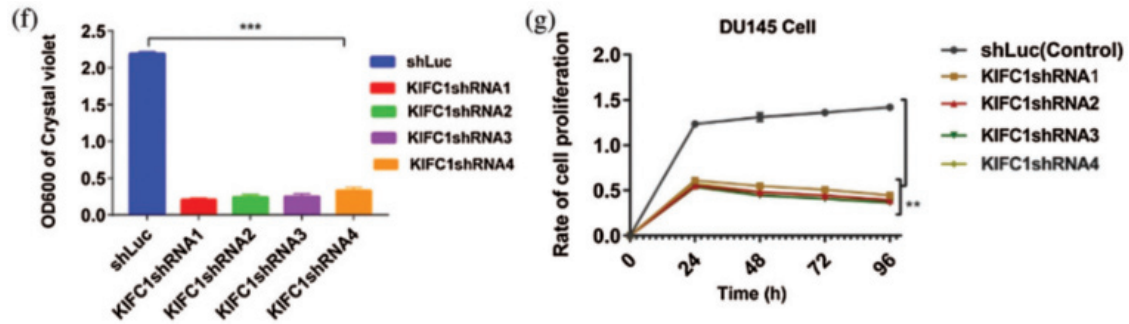 (f)
***
OD600 of Crystal violet
2.5
2.0
1.5
1.0
0.5
0.0
shLuc
KIFC1shRNA1
KIFC1shRNA2
KIFC1shRNA3
KIFC1shRNA4
shLuc
KIFC1shRNA1
KIFC1shRNA2
KIFC1shRNA3
KIFC1shRNA4
(g)
DU145 Cell
Rate of cell proliferation
2.0
1.5
1.0
0.5
0.0
0
24
48
72
96
Time (h)
**
shLuc(Control)
KIFC1shRNA1
KIFC1shRNA2
KIFC1shRNA3
KIFC1shRNA4